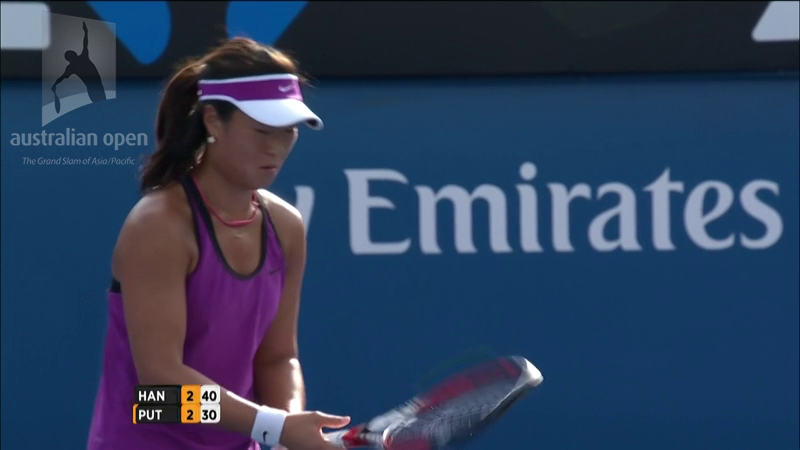 australian open
The Grand Slam of Asia/Pacific
Emirates
HAN 2 40
PUT 2 30